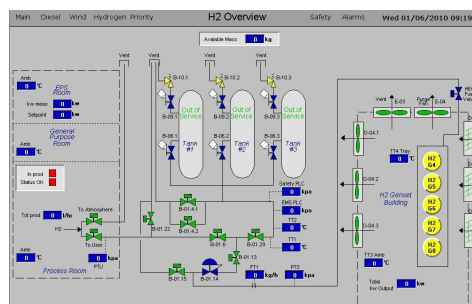 Main Diesel Wind Hydrogen Priority H2 Overview Safety Alarms Wed 01/06/2010 09:19
Available Mass 0 kg
Vent Vent Vent Vent Vent
Amb
0 °C
EPS Room
kw meas 0 kw
Setpoint 0 kw
General Purpose Room
Amb
0 °C
In prod
Status OK
Tot prod 0 l/hr
To Atmosphere
H2
To User
Amb
0 °C
0 kpa
PTU
Process Room
B-10.1 B-10.2 B-10.3
B-09.1 B-09.2 B-09.3
Out of Service Out of Service Out of Service
B-08.1 B-08.2 B-08.3
Tank #1 Tank #2 Tank #3
B-01.4.1
B-01.22
B-01.4.2
B-01.6 B-01.29
B-01.13
B-01.15 B-01.14
Safety PLC
0 kpa
EMS PLC
0 kpa
TT2
0 °C
TT1
0 °C
FT1 PT3
0 kg/h 0 kpa
Vent E-03 E-04
D-04.1
D-04.2
D-04.3
TT4 Tray
0 °C
H2 G4
H2 G5
H2 G6
H2 G7
H2 G8
H2 Genset Building
TT3 Amb
0 °C
Total kw Output 0 kw